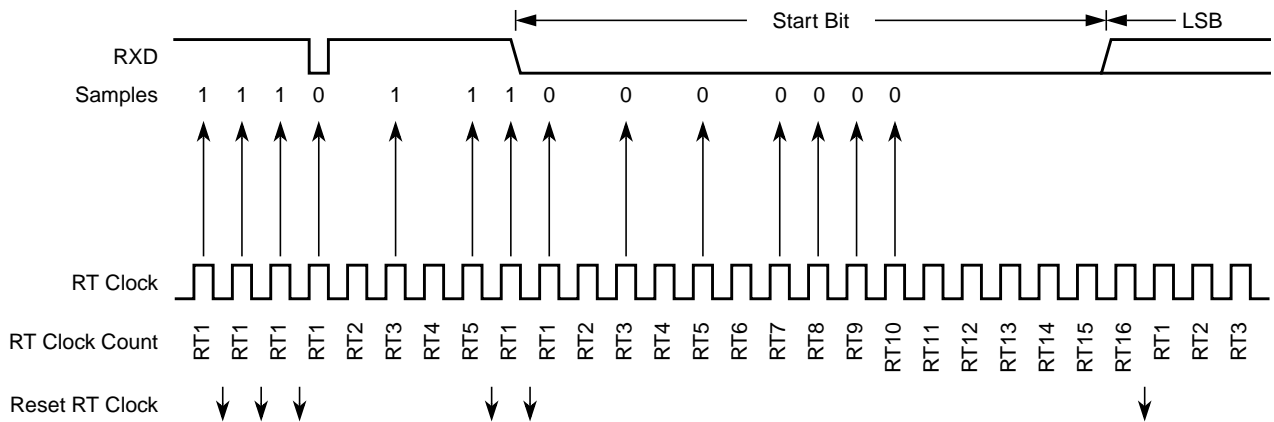 Start Bit LSB
RXD
Samples 1 1 1 0 1 1 1 0 0 0 0 0 0 0
RT Clock
RT Clock Count RT1 RT1 RT1 RT1 RT2 RT3 RT4 RT5 RT1 RT1 RT2 RT3 RT4 RT5 RT6 RT7 RT8 RT9 RT10 RT11 RT12 RT13 RT14 RT15 RT16 RT1 RT2 RT3
Reset RT Clock